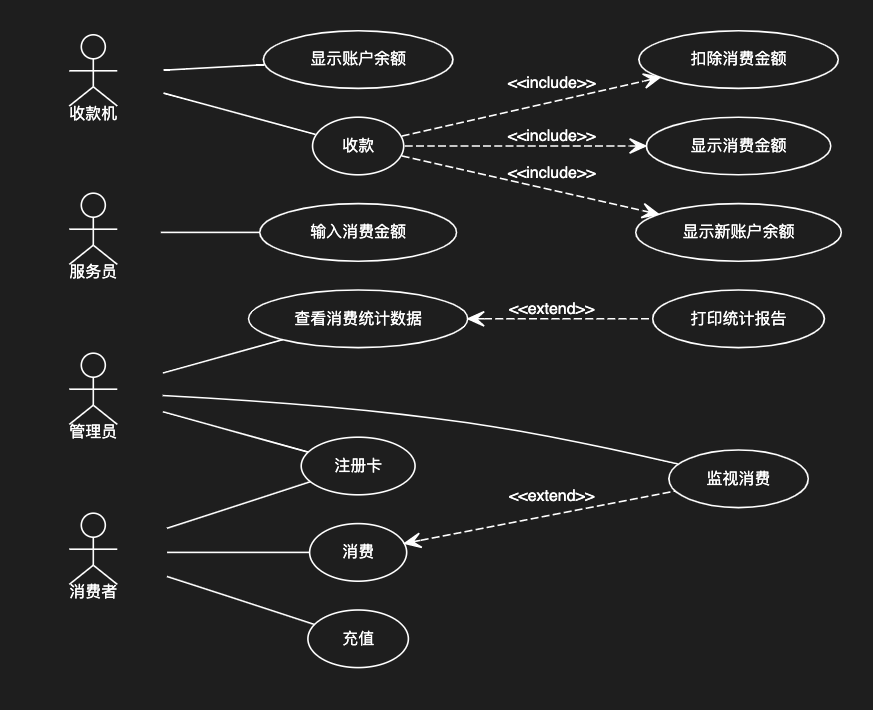 收款机
显示账户余额
扣除消费金额
<<include>>
收款
<<include>>
显示消费金额
<<include>>
服务员
输入消费金额
显示新账户余额
查看消费统计数据
<<extend>>
打印统计报告
管理员
注册卡
监视消费
<<extend>>
消费者
消费
充值